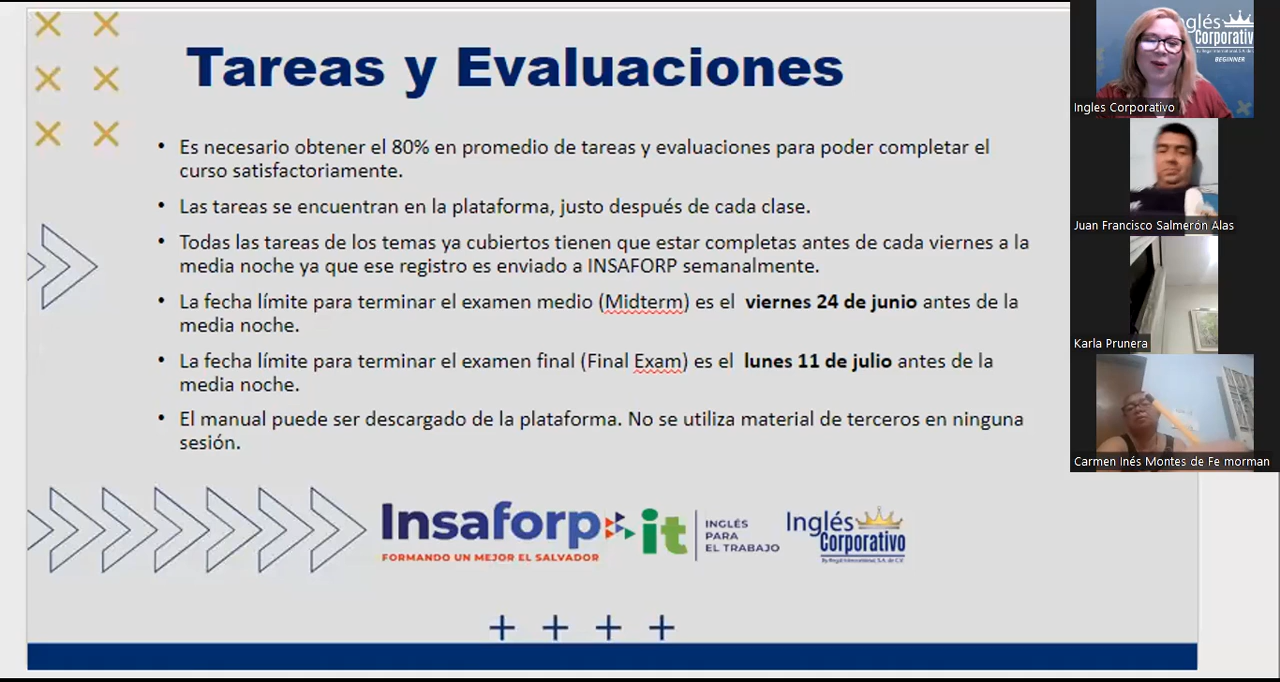 Tareas y Evaluaciones
• Es necesario obtener el 80% en promedio de tareas y evaluaciones para poder completar el
curso satisfactoriamente.
• Las tareas se encuentran en la plataforma, justo después de cada clase.
• Todas las tareas de los temas ya cubiertos tienen que estar completas antes de cada viernes a la
media noche ya que ese registro es enviado a INSAFORP semanalmente.
• La fecha límite para terminar el examen medio (Midterm) es el viernes 24 de junio antes de la
media noche.
• La fecha límite para terminar el examen final (Final Exam) es el lunes 11 de julio antes de la
media noche.
• El manual puede ser descargado de la plataforma. No se utiliza material de terceros en ninguna
sesión.
Insaforp
FORMANDO UN MEJOR EL SALVADOR
it
INGLÉS
PARA
EL TRABAJO
Inglés
Corporativo
glés
Corporativ
BEGINNER
Ingles Corporativo
Juan Francisco Salmerón Alas
Karla Prunera
Carmen Inés Montes de Fe morman